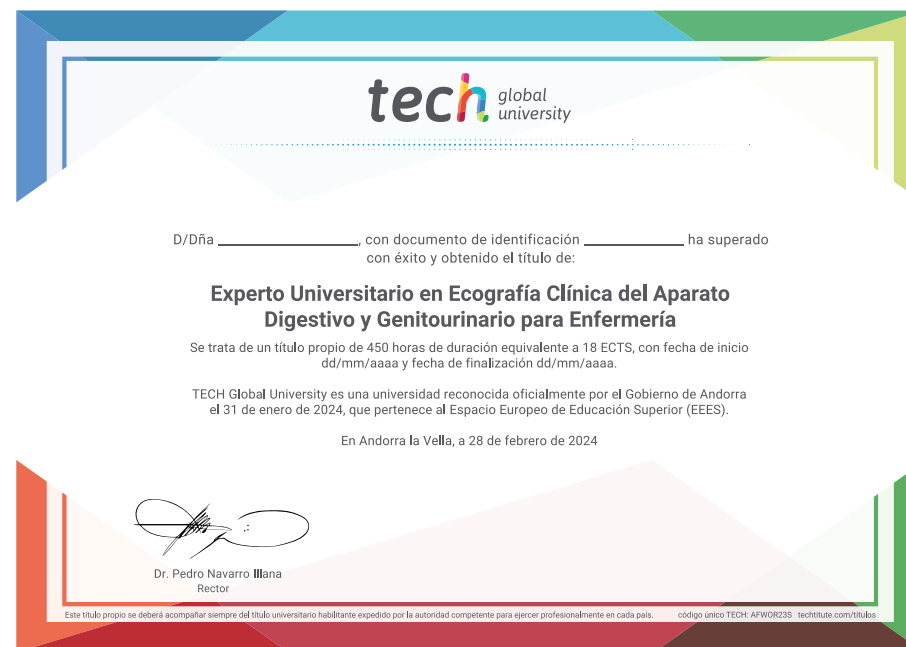 tech global university
D/Dña ____________________, con documento de identificación ______________ ha superado
con éxito y obtenido el título de:
Experto Universitario en Ecografía Clínica del Aparato
Digestivo y Genitourinario para Enfermería
Se trata de un título propio de 450 horas de duración equivalente a 18 ECTS, con fecha de inicio
dd/mm/aaaa y fecha de finalización dd/mm/aaaa.
TECH Global University es una universidad reconocida oficialmente por el Gobierno de Andorra
el 31 de enero de 2024, que pertenece al Espacio Europeo de Educación Superior (EEES).
En Andorra la Vella, a 28 de febrero de 2024
Dr. Pedro Navarro Illana
Rector
Este título propio se deberá acompañar siempre del título universitario habilitante expedido por la autoridad competente para ejercer profesionalmente en cada país. código único TECH: AFWOR23S techtitute.com/titulos